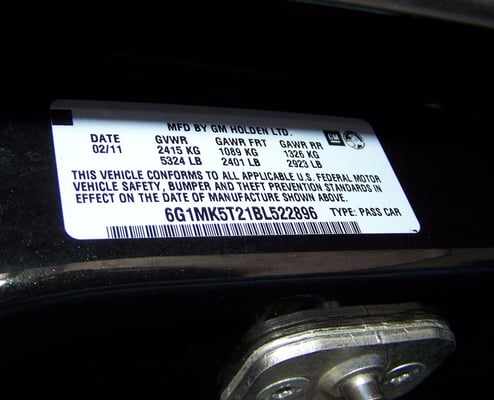 MFD BY GM HOLDEN LTD.
GM
DATE GVWR GAWR FRT GAWR RR
02/11 2415 KG 1089 KG 1326 KG
5324 LB 2401 LB 2923 LB
THIS VEHICLE CONFORMS TO ALL APPLICABLE U.S. FEDERAL MOTOR
VEHICLE SAFETY, BUMPER AND THEFT PREVENTION STANDARDS IN
EFFECT ON THE DATE OF MANUFACTURE SHOWN ABOVE.
6G1MK5T21BL522896 TYPE: PASS CAR